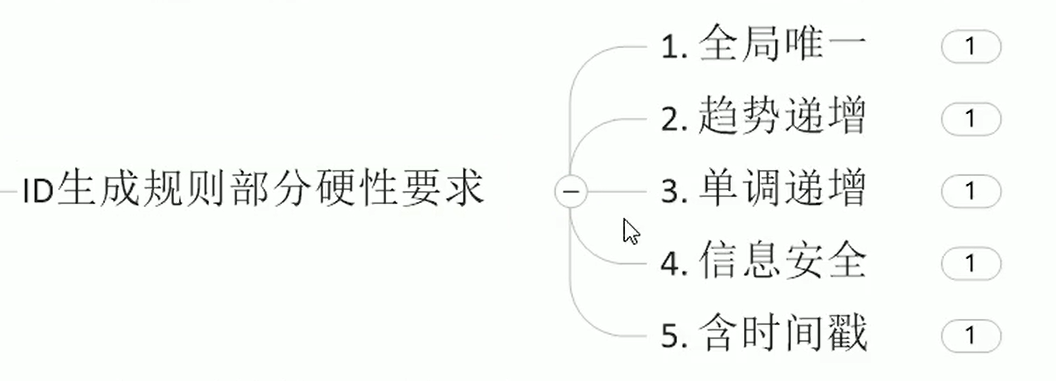 ID生成规则部分硬性要求
1. 全局唯一 1
2. 趋势递增 1
3. 单调递增 1
4. 信息安全 1
5. 含时间戳 1